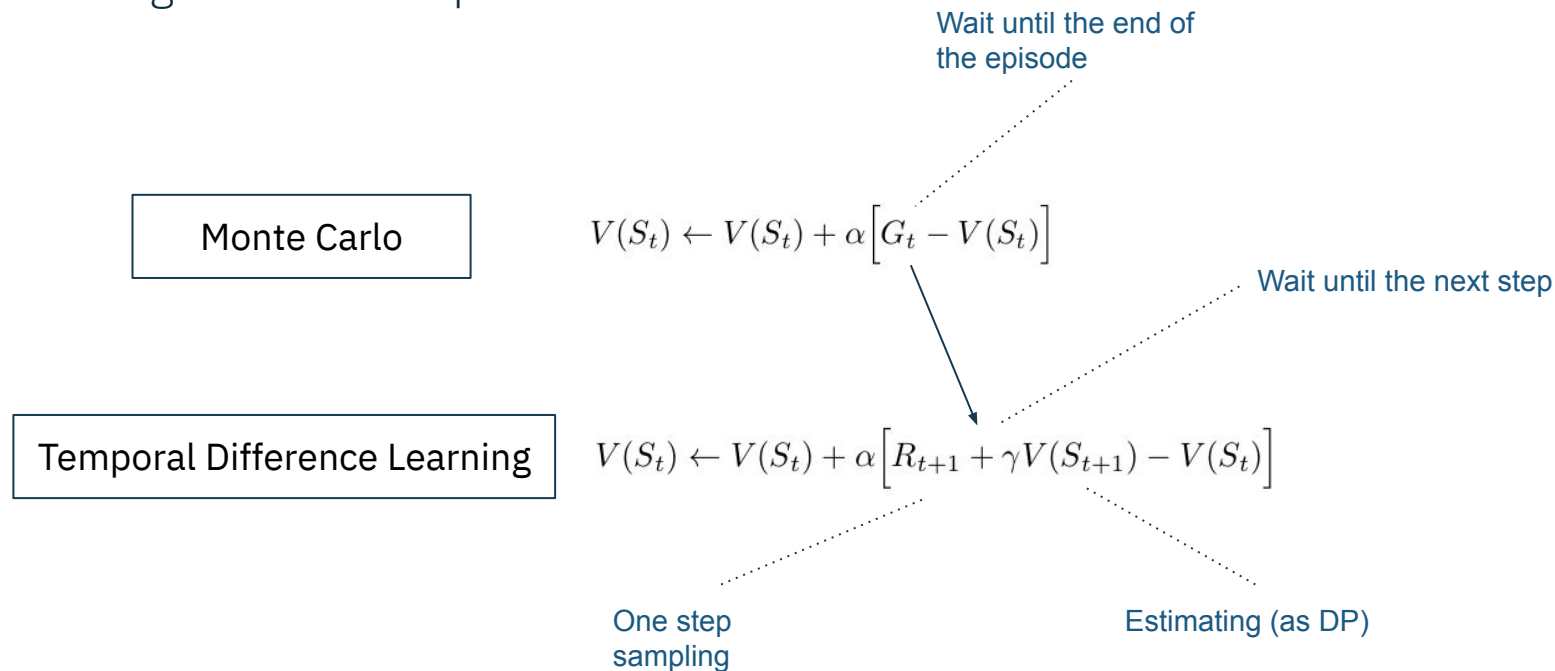 Wait until the end of
the episode
Monte Carlo
V(S_t) ← V(S_t) + α[G_t − V(S_t)]
Wait until the next step
Temporal Difference Learning
V(S_t) ← V(S_t) + α[R_{t+1} + γV(S_{t+1}) − V(S_t)]
One step
sampling
Estimating (as DP)